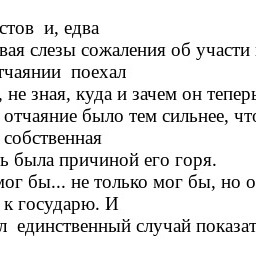 стов  и, едва
вая слезы сожаления об участи
тчаянии  поехал
, не зная, куда и зачем он теперь
отчаяние было тем сильнее, что
собственная
ь была причиной его горя.
мог бы... не только мог бы, но о
к государю. И
л  единственный случай показат